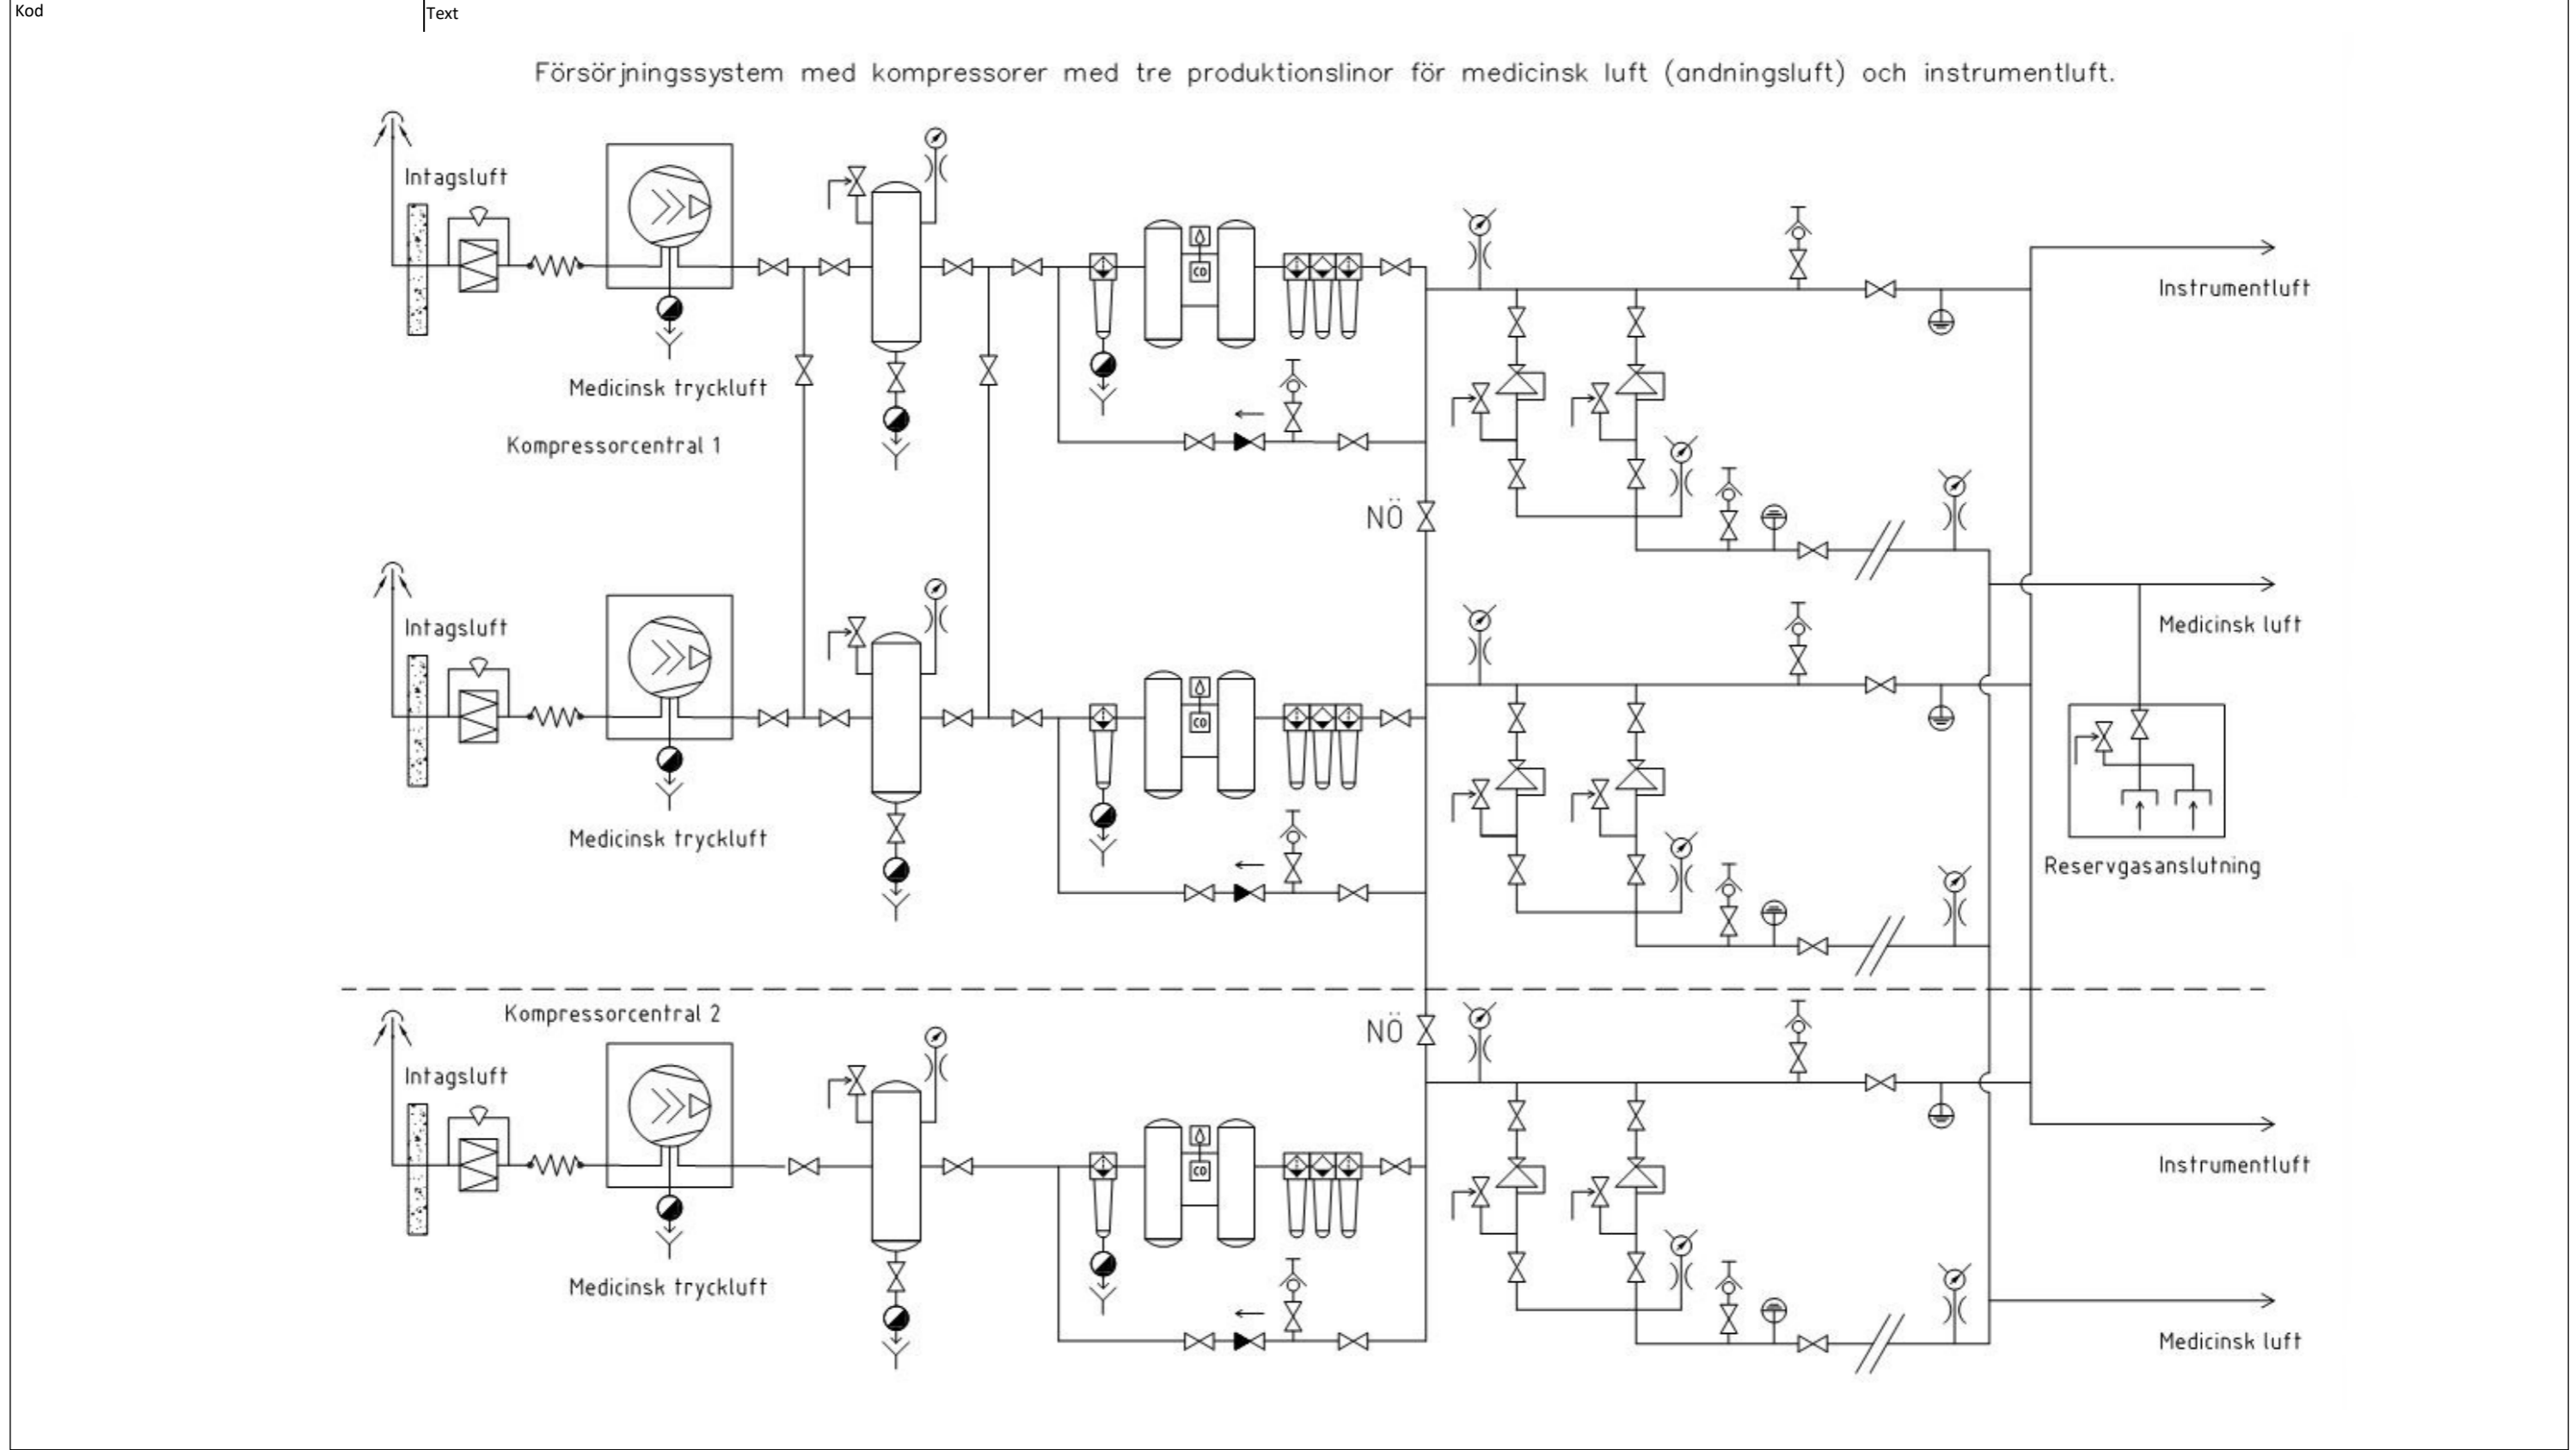 Kod
Text
Försörjningssystem med kompressorer med tre produktionslinor för medicinsk luft (andningsluft) och instrumentluft.
Intagsluft
CO
Instrumentluft
Medicinsk tryckluft
Kompressorcentral 1
NÖ
Intagsluft
Medicinsk luft
CO
Medicinsk tryckluft
Reservgasanslutning
Kompressorcentral 2
NÖ
Intagsluft
CO
Instrumentluft
Medicinsk tryckluft
Medicinsk luft